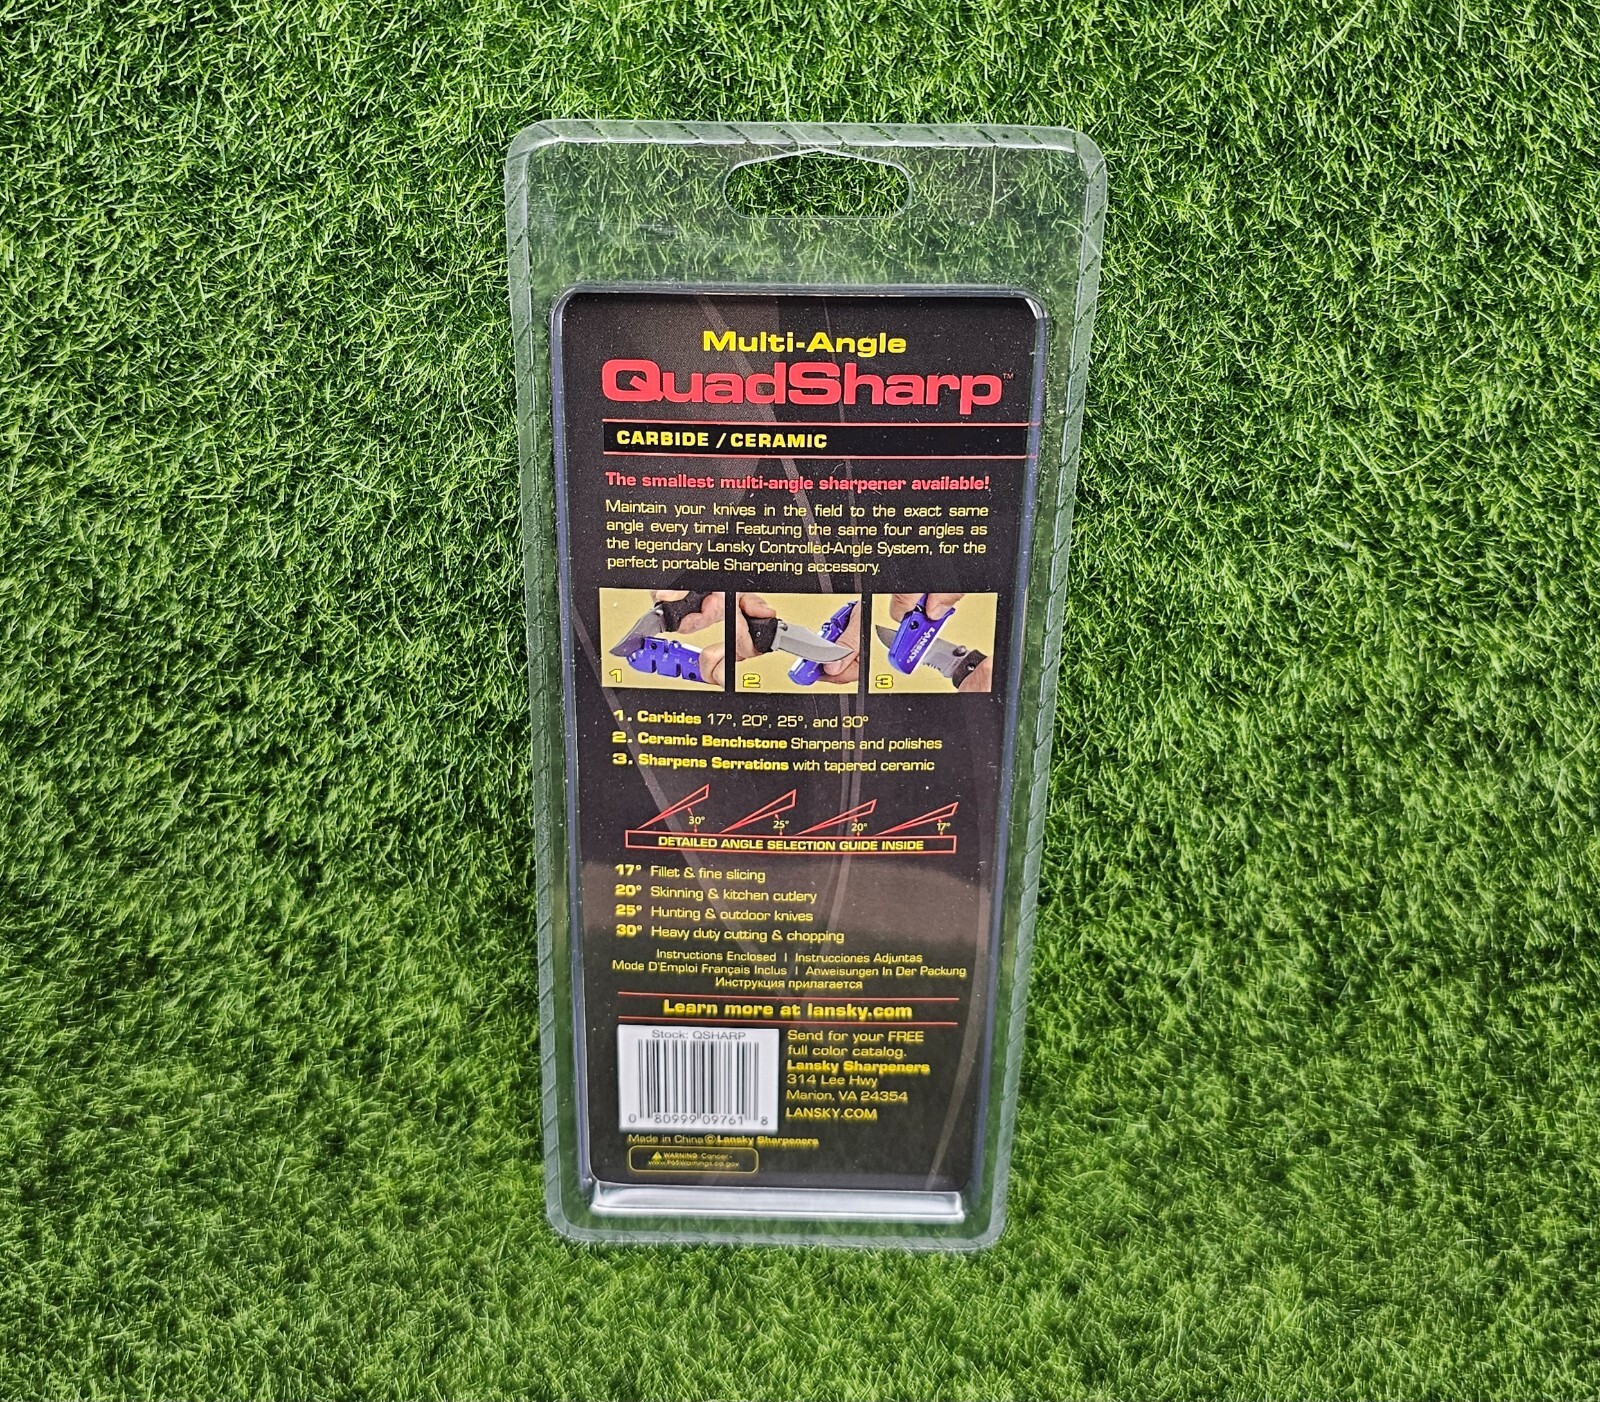 Multi-Angle
QuadSharp™
CARBIDE / CERAMIC
The smallest multi-angle sharpener available!
Maintain your knives in the field to the exact same
angle every time! Featuring the same four angles as
the legendary Lansky Controlled-Angle System, for the
perfect portable Sharpening accessory.
LANSKY
1 2 3
1. Carbides 17°, 20°, 25°, and 30°
2. Ceramic Benchstone Sharpens and polishes
3. Sharpens Serrations with tapered ceramic
30° 25° 20° 17°
DETAILED ANGLE SELECTION GUIDE INSIDE
17° Fillet & fine slicing
20° Skinning & kitchen cutlery
25° Hunting & outdoor knives
30° Heavy duty cutting & chopping
Instructions Enclosed | Instrucciones Adjuntas
Mode D'Emploi Français Inclus | Anweisungen In Der Packung
Инструкция прилагается
Learn more at lansky.com
Stock: QSHARP
0 80999 09761 8
Send for your FREE
full color catalog.
Lansky Sharpeners
314 Lee Hwy
Marion, VA 24354
LANSKY.COM
Made in China © Lansky Sharpeners
WARNING: Cancer -
www.P65Warnings.ca.gov